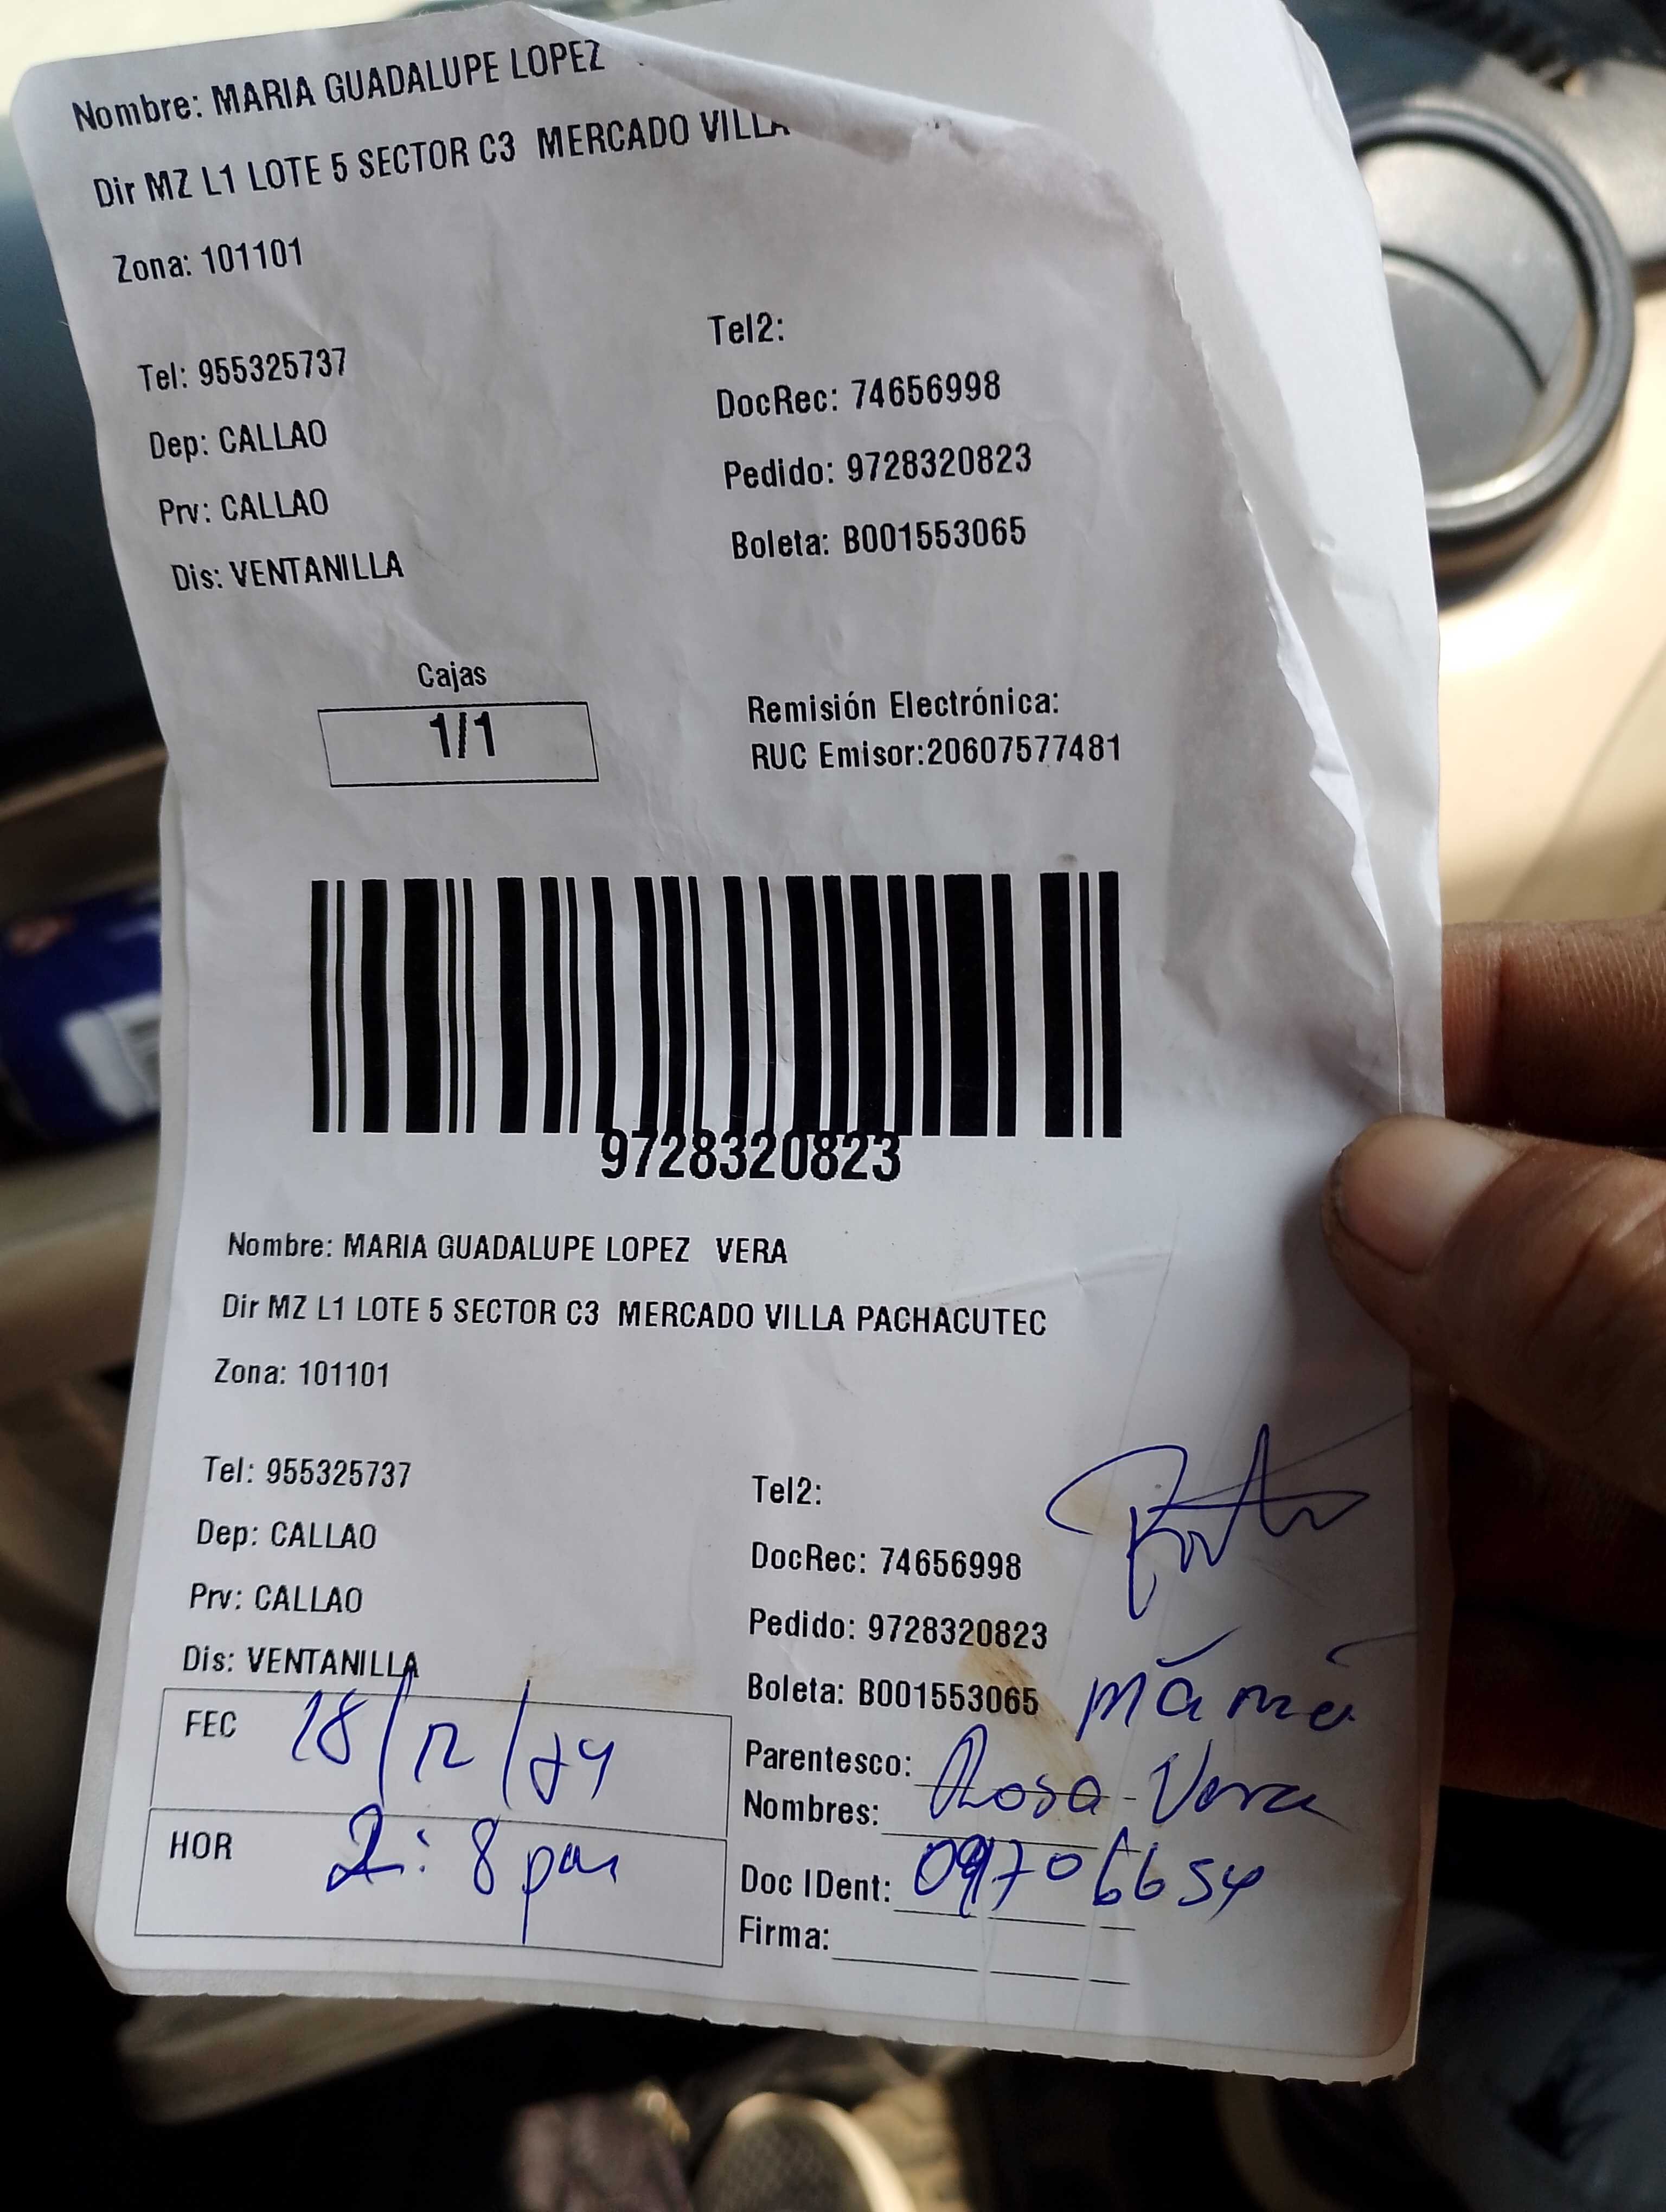 Nombre: MARIA GUADALUPE LOPEZ
Dir MZ L1 LOTE 5 SECTOR C3 MERCADO VILLA
Zona: 101101
Tel: 955325737
Tel2:
Dep: CALLAO
DocRec: 74656998
Prv: CALLAO
Pedido: 9728320823
Dis: VENTANILLA
Boleta: B001553065
Cajas
1/1
Remisión Electrónica:
RUC Emisor:20607577481
9728320823
Nombre: MARIA GUADALUPE LOPEZ VERA
Dir MZ L1 LOTE 5 SECTOR C3 MERCADO VILLA PACHACUTEC
Zona: 101101
Tel: 955325737
Tel2:
Dep: CALLAO
DocRec: 74656998
Prv: CALLAO
Pedido: 9728320823
Dis: VENTANILLA
Boleta: B001553065
mamá
FEC 18/12/24
Parentesco:
Nombres: Rosa Vera
HOR 2:8 pm
Doc IDent: 09706654
Firma: